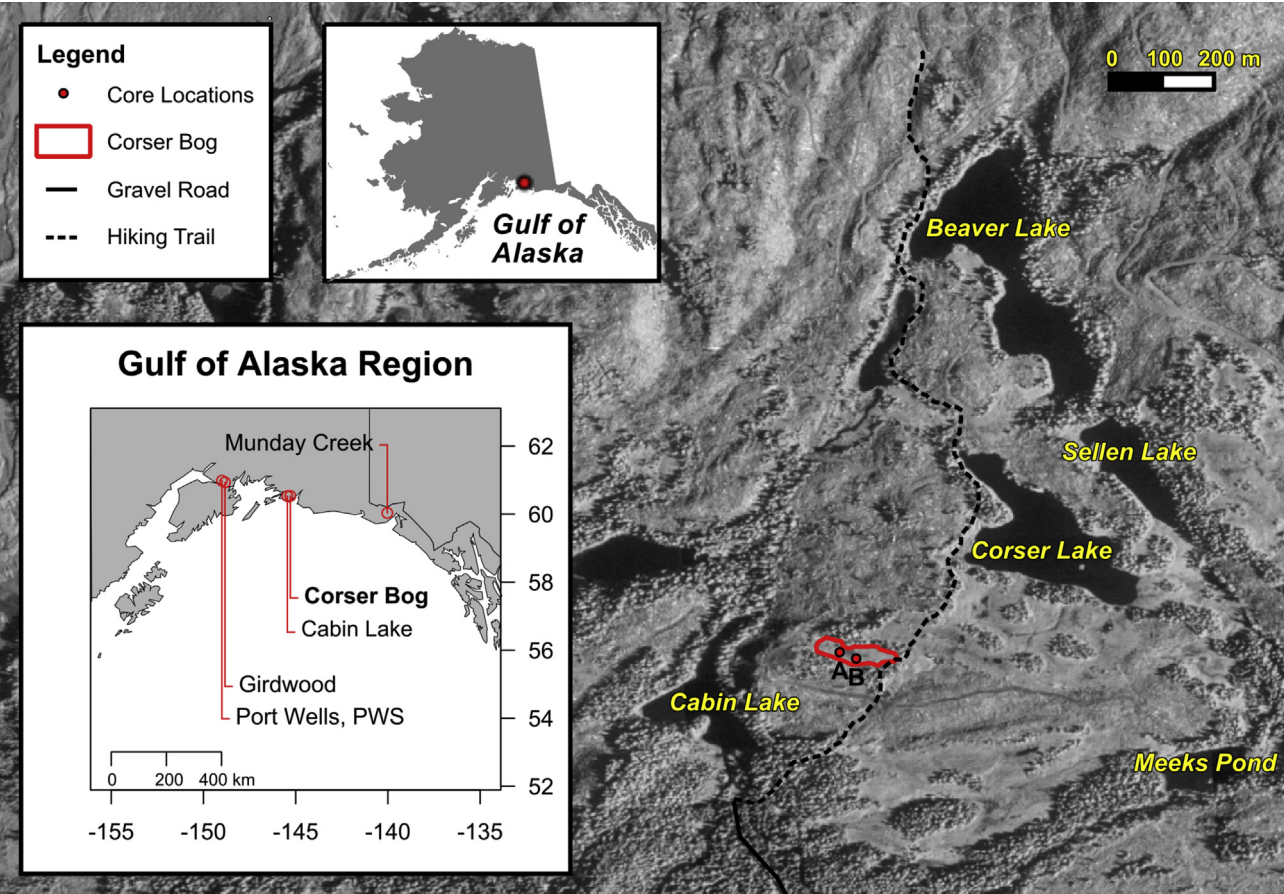 Legend
Core Locations
Corser Bog
Gravel Road
Hiking Trail
Gulf of
Alaska
0 100 200 m
Beaver Lake
Sellen Lake
Corser Lake
A B
Cabin Lake
Meeks Pond
Gulf of Alaska Region
Munday Creek
Corser Bog
Cabin Lake
Girdwood
Port Wells, PWS
62
60
58
56
54
52
0 200 400 km
-155 -150 -145 -140 -135